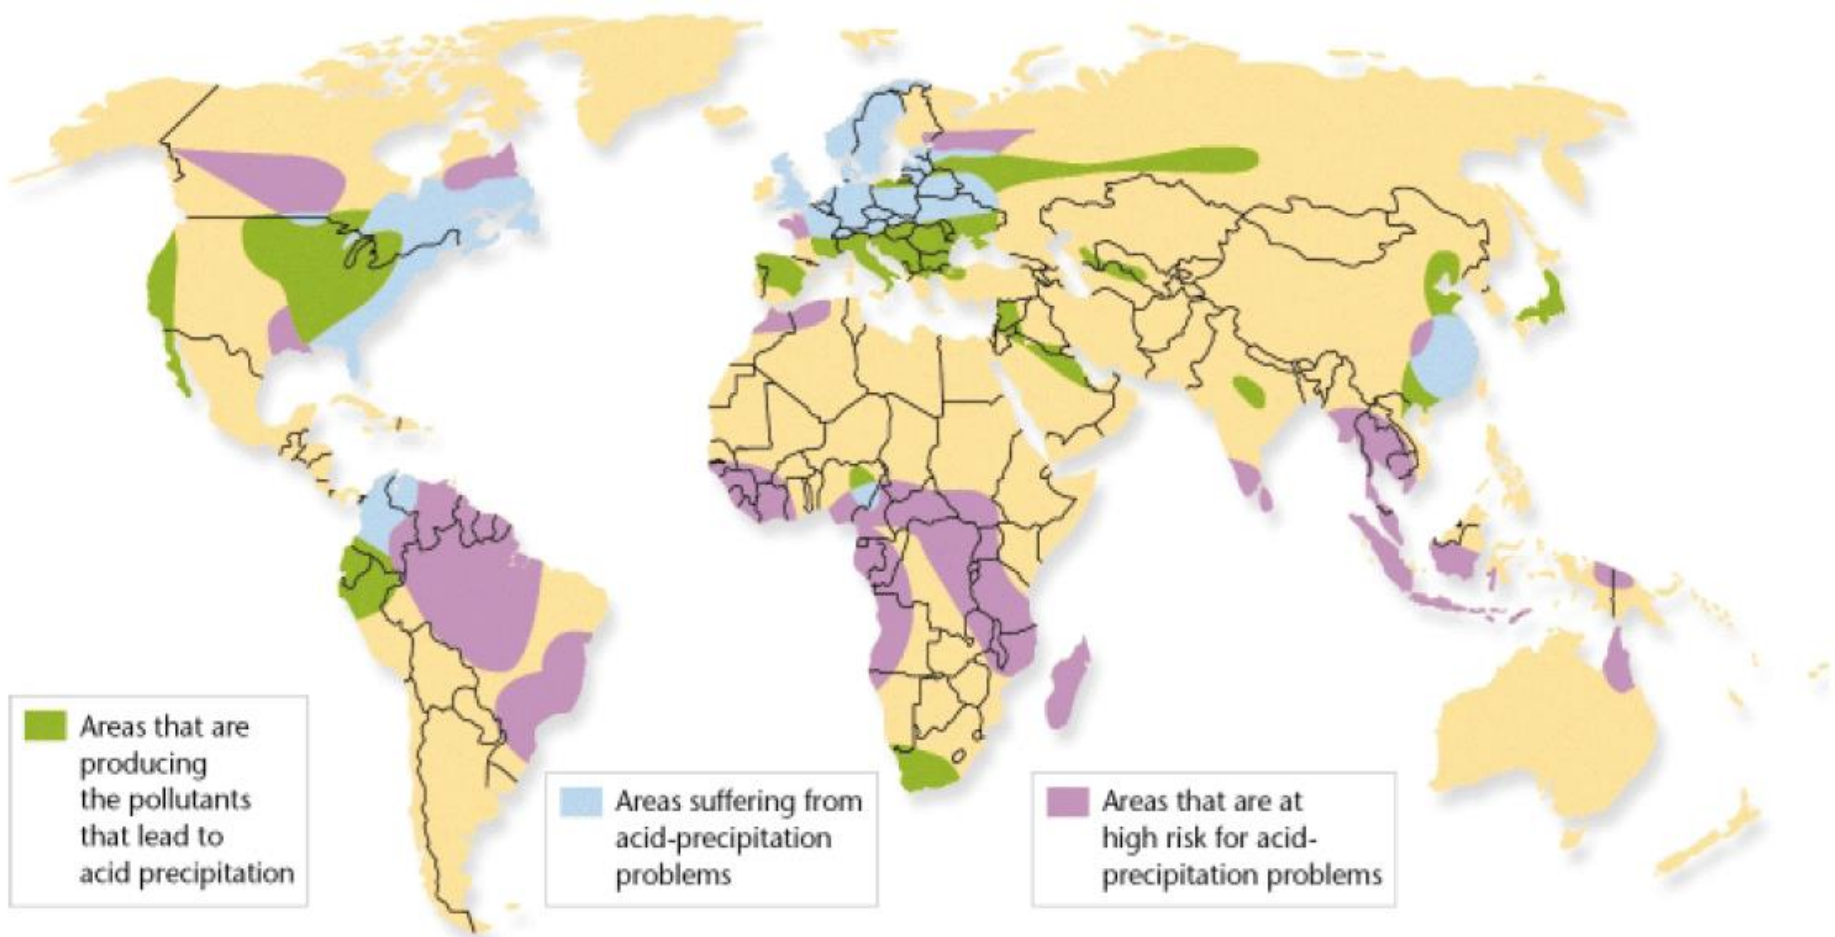 Areas that are
producing
the pollutants
that lead to
acid precipitation
Areas suffering from
acid-precipitation
problems
Areas that are at
high risk for acid-
precipitation problems